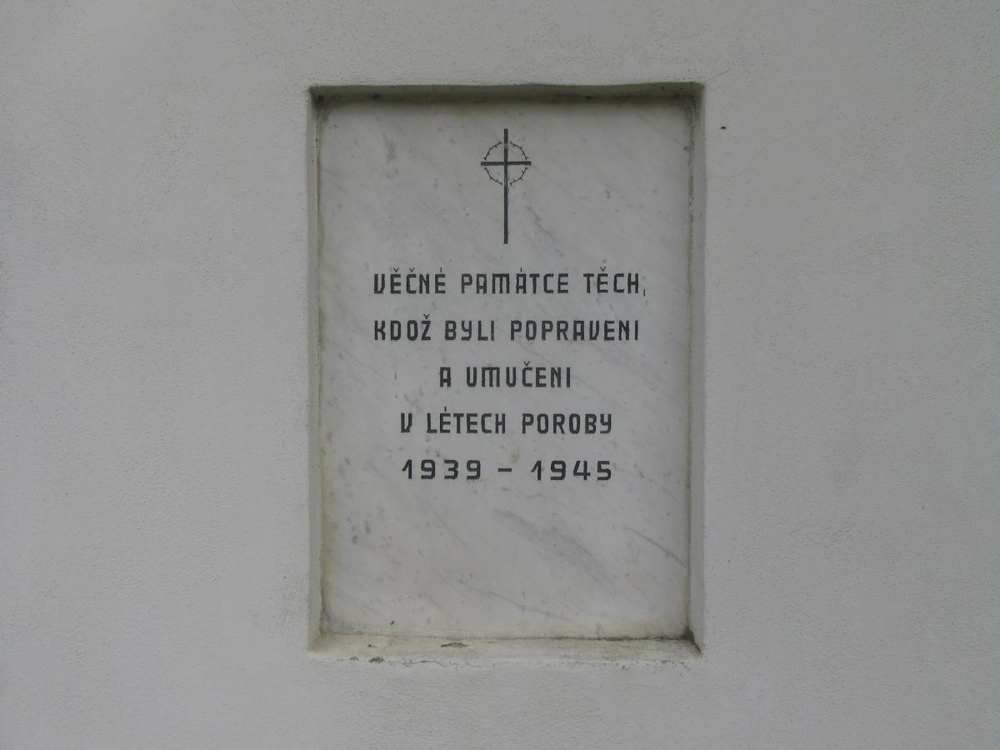 VĚČNÉ PAMÁTCE TĚCH,
KDOŽ BYLI POPRAVENI
A UMUČENI
V LÉTECH POROBY
1939 – 1945